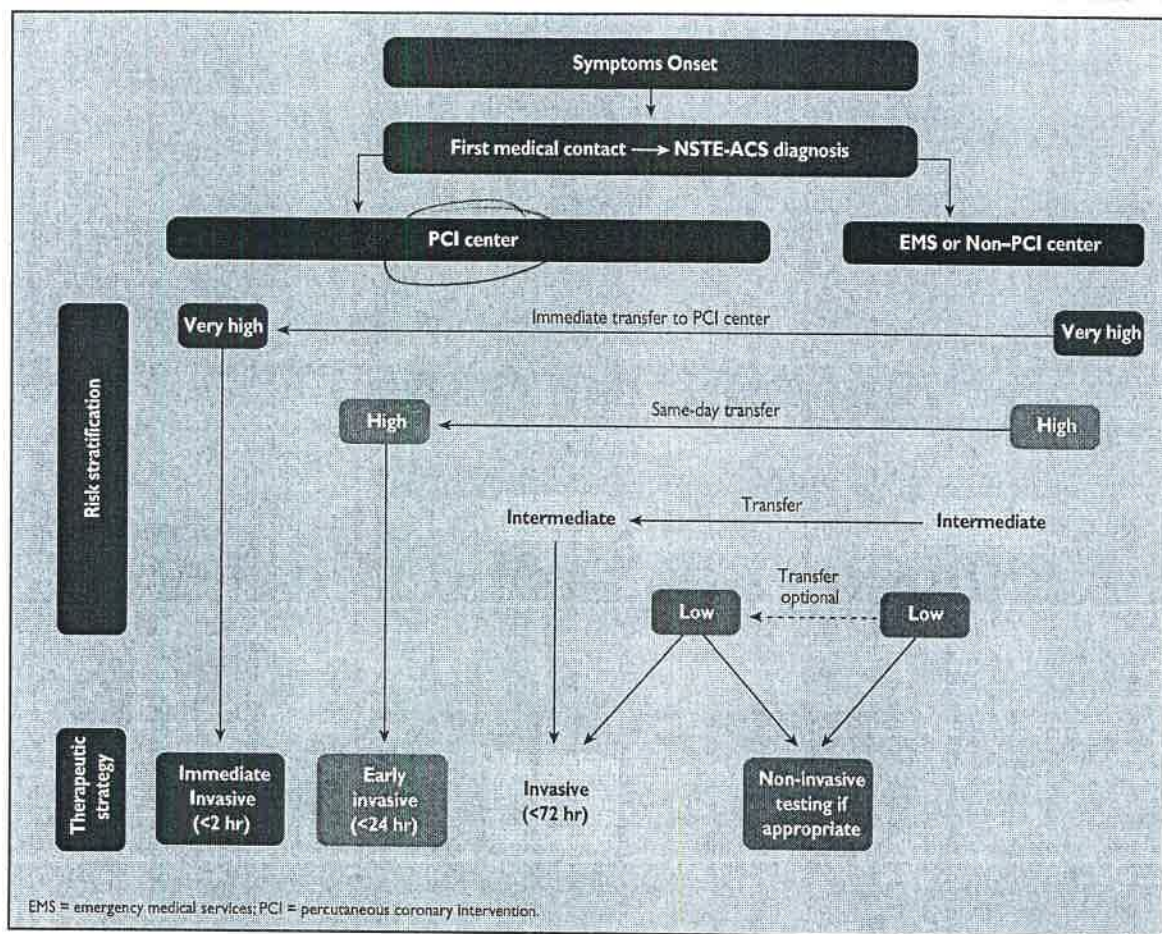 Symptoms Onset
First medical contact → NSTE-ACS diagnosis
PCI center
EMS or Non–PCI center
Risk stratification
Very high
Immediate transfer to PCI center
Very high
High
Same-day transfer
High
Intermediate
Transfer
Intermediate
Low
Transfer
optional
Low
Therapeutic
strategy
Immediate
Invasive
(<2 hr)
Early
invasive
(<24 hr)
Invasive
(<72 hr)
Non-invasive
testing if
appropriate
EMS = emergency medical services; PCI = percutaneous coronary intervention.